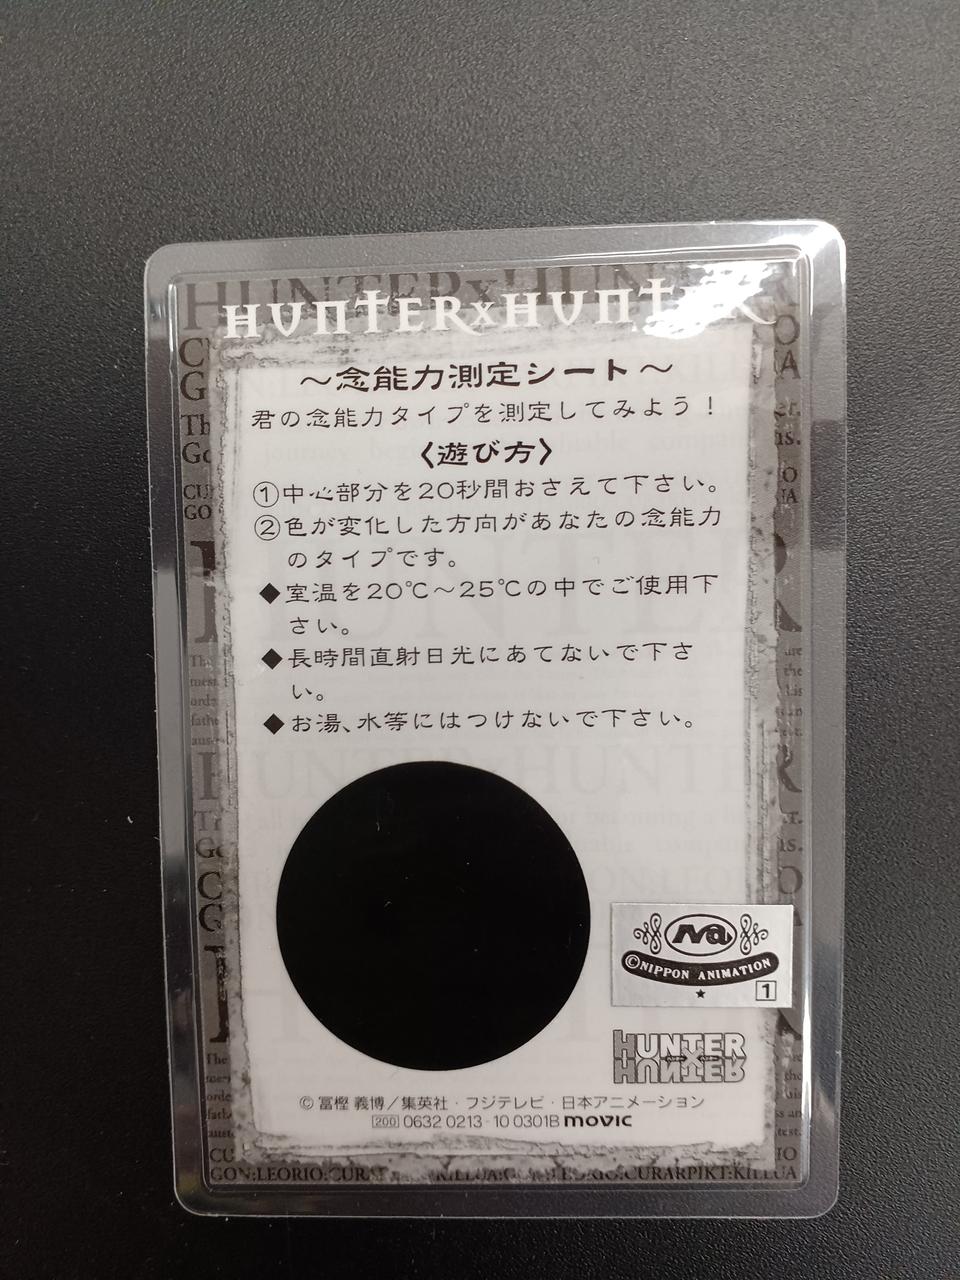 HUNTER×HUNTER
～念能力測定シート～
君の念能力タイプを測定してみよう！
〈遊び方〉
①中心部分を20秒間おさえて下さい。
②色が変化した方向があなたの念能力
のタイプです。
◆室温を20℃～25℃の中でご使用下
さい。
◆長時間直射日光にあてないで下さ
い。
◆お湯、水等にはつけないで下さい。
©NIPPON ANIMATION
★
1
HUNTER×HUNTER
© 冨樫 義博／集英社・フジテレビ・日本アニメーション
200 0632 0213-10 0301B movic
GON:LEORIO:CURARPIKT:KILLUA